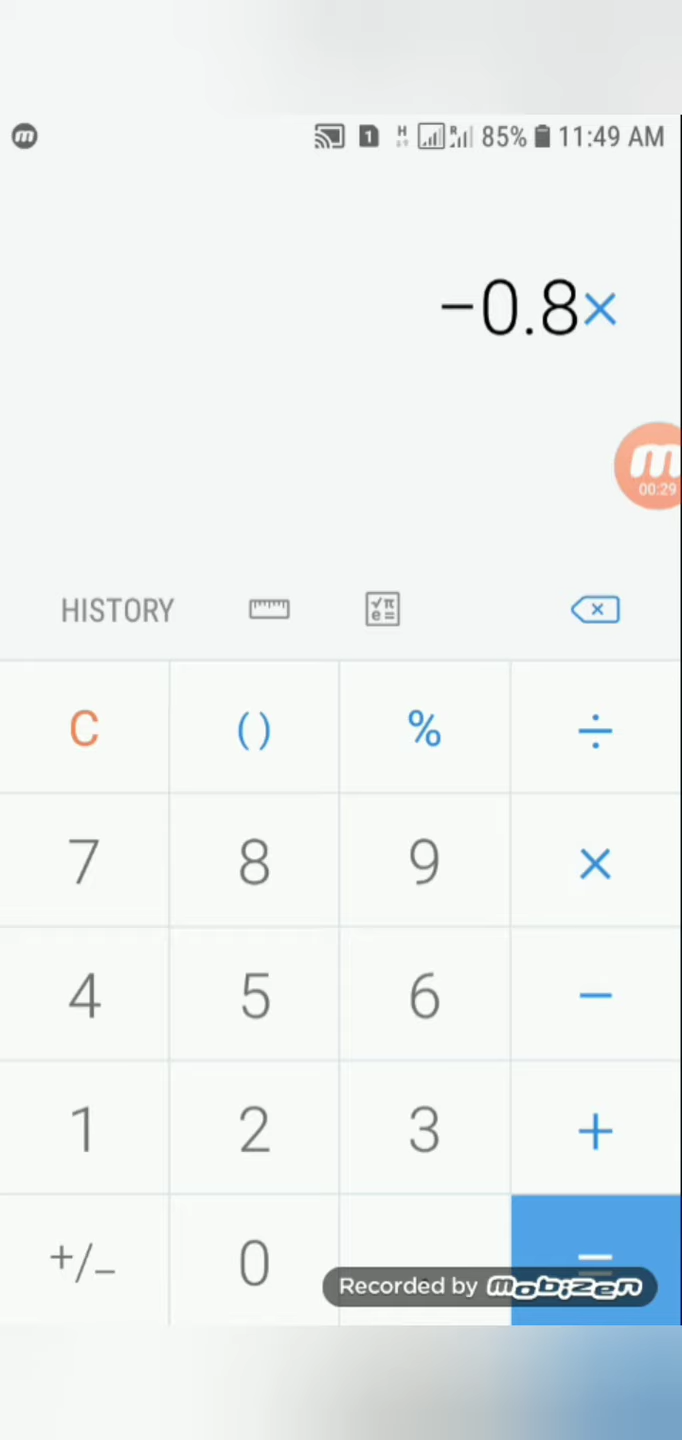 m 1 H R 85% 11:49 AM
−0.8×
m
00:29
HISTORY √π e=
C () % ÷
7 8 9 ×
4 5 6 −
1 2 3 +
+/− 0 =
Recorded by mobizen